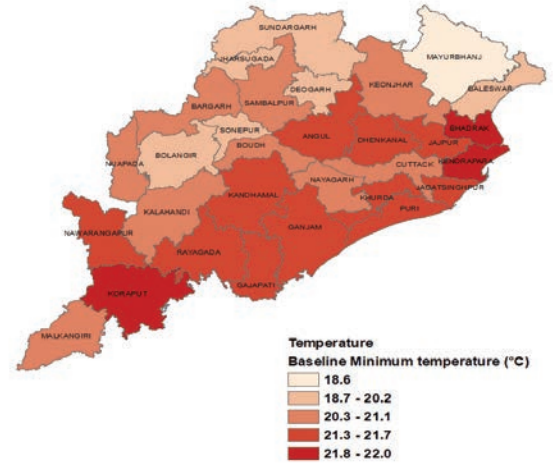 SUNDARGARH
MAYURBHANJ
JHARSUGADA
KEONJHAR
DEOGARH
BALESWAR
SAMBALPUR
BARGARH
BHADRAK
SONEPUR
ANGUL
DHENKANAL
JAJPUR
BOLANGIR
BOUDH
KENDRAPARA
NUAPADA
CUTTACK
NAYAGARH
JAGATSINGHPUR
KANDHAMAL
KHURDA
KALAHANDI
PURI
NAWARANGAPUR
GANJAM
RAYAGADA
GAJAPATI
KORAPUT
MALKANGIRI
Temperature
Baseline Minimum temperature (°C)
18.6
18.7 - 20.2
20.3 - 21.1
21.3 - 21.7
21.8 - 22.0